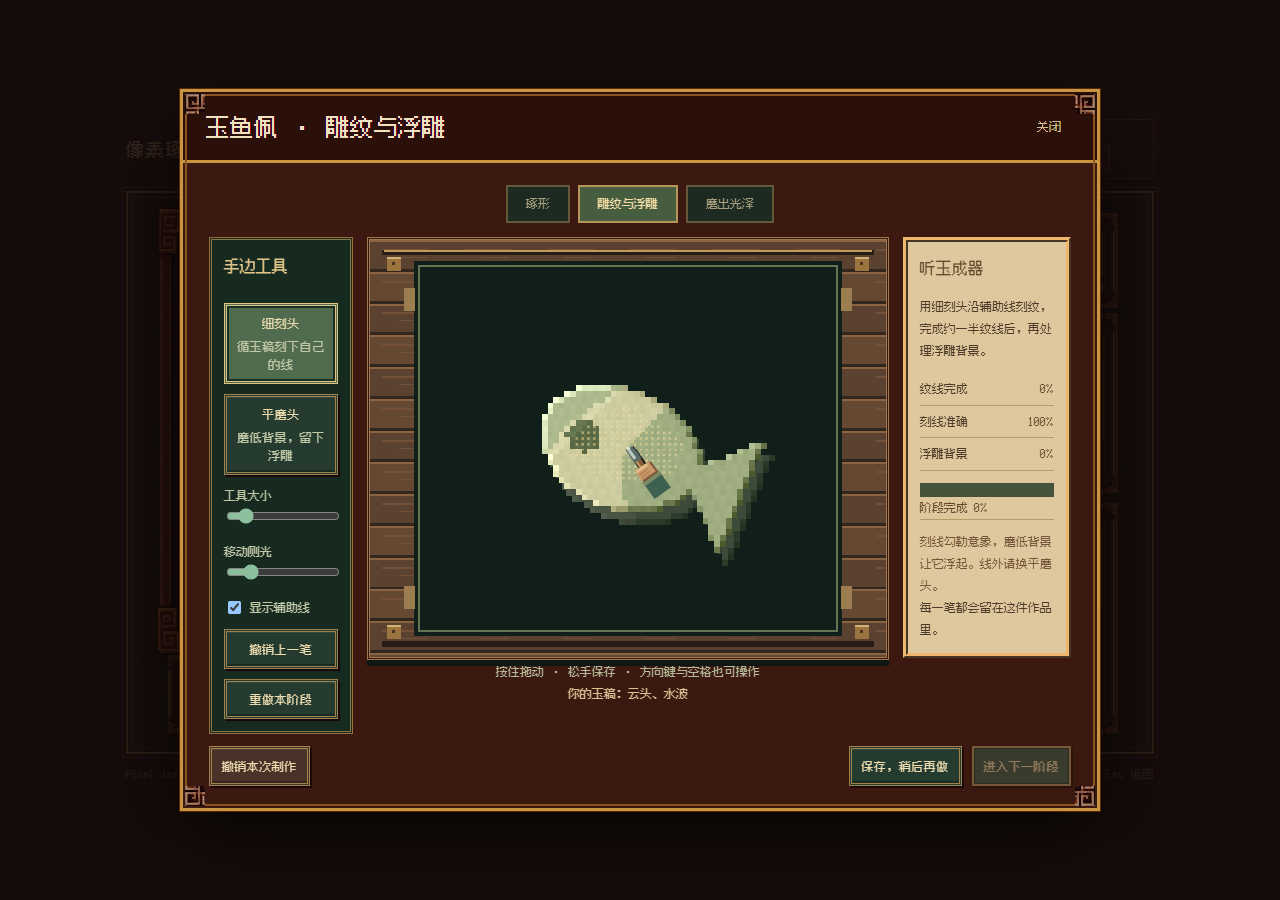 玉鱼佩 · 雕纹与浮雕
关闭
像素琢
琢形
雕纹与浮雕
磨出光泽
手边工具
细刻头
循玉稿刻下自己
的线
平磨头
磨低背景，留下
浮雕
工具大小
移动侧光
显示辅助线
撤销上一笔
重做本阶段
听玉成器
用细刻头沿辅助线刻纹，
完成约一半纹线后，再处
理浮雕背景。
纹线完成 0%
刻线准确 100%
浮雕背景 0%
阶段完成 0%
刻线勾勒意象，磨低背景
让它浮起。线外请换平磨
头。
每一笔都会留在这件作品
里。
按住拖动 · 松手保存 · 方向键与空格也可操作
你的玉稿：云头、水波
撤销本次制作
保存，稍后再做
进入下一阶段
Pixel Jad
Esc 返回